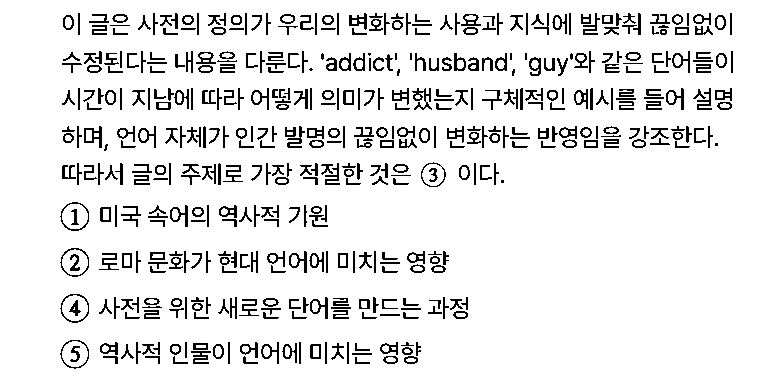 이 글은 사전의 정의가 우리의 변화하는 사용과 지식에 발맞춰 끊임없이
수정된다는 내용을 다룬다. 'addict', 'husband', 'guy'와 같은 단어들이
시간이 지남에 따라 어떻게 의미가 변했는지 구체적인 예시를 들어 설명
하며, 언어 자체가 인간 발명의 끊임없이 변화하는 반영임을 강조한다.
따라서 글의 주제로 가장 적절한 것은 ③ 이다.
① 미국 속어의 역사적 기원
② 로마 문화가 현대 언어에 미치는 영향
④ 사전을 위한 새로운 단어를 만드는 과정
⑤ 역사적 인물이 언어에 미치는 영향